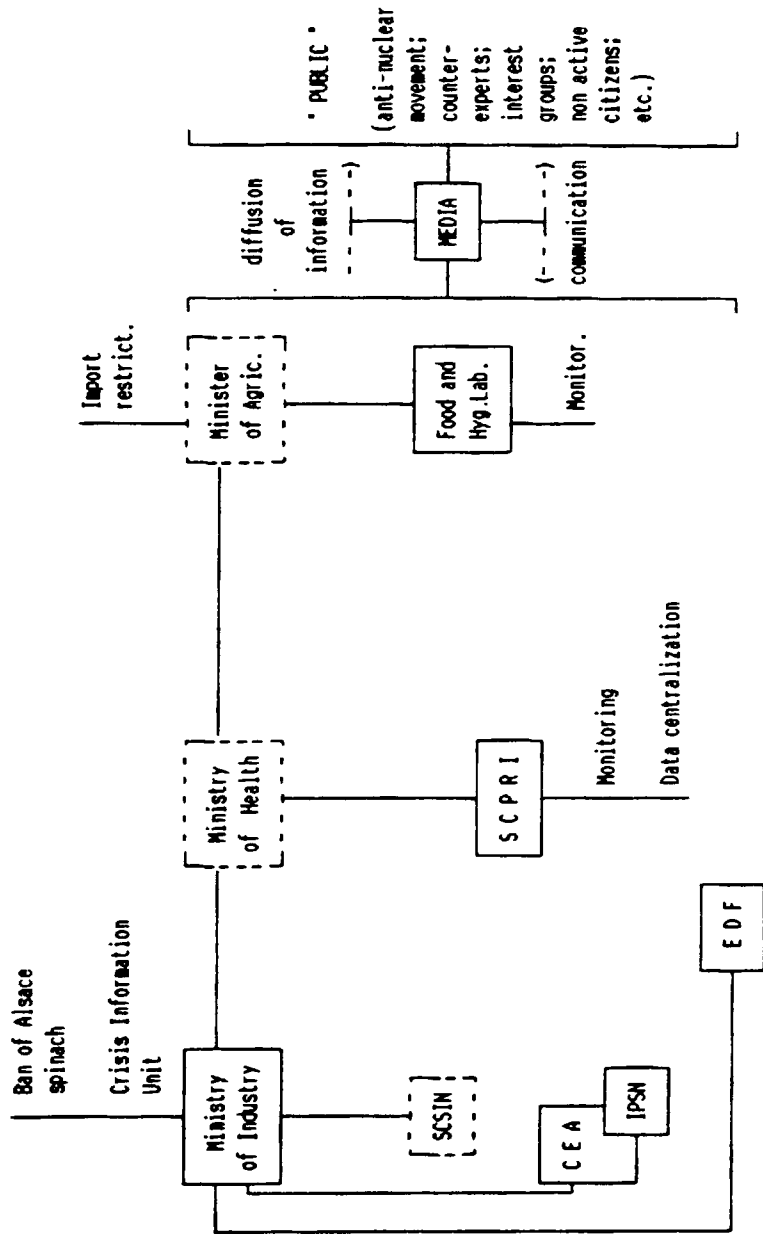 Ban of Alsace
spinach
Crisis Information
Unit
Ministry
of Industry
SCSIN
C E A
IPSN
E D F
Ministry
of Health
S C P R I
Monitoring
Data centralization
Import
restrict.
Minister
of Agric.
Food and
Hyg.Lab.
Monitor.
diffusion
of
information
MEDIA
communication
" PUBLIC "
(anti-nuclear
movement;
counter-
experts;
interest
groups;
non active
citizens;
etc.)